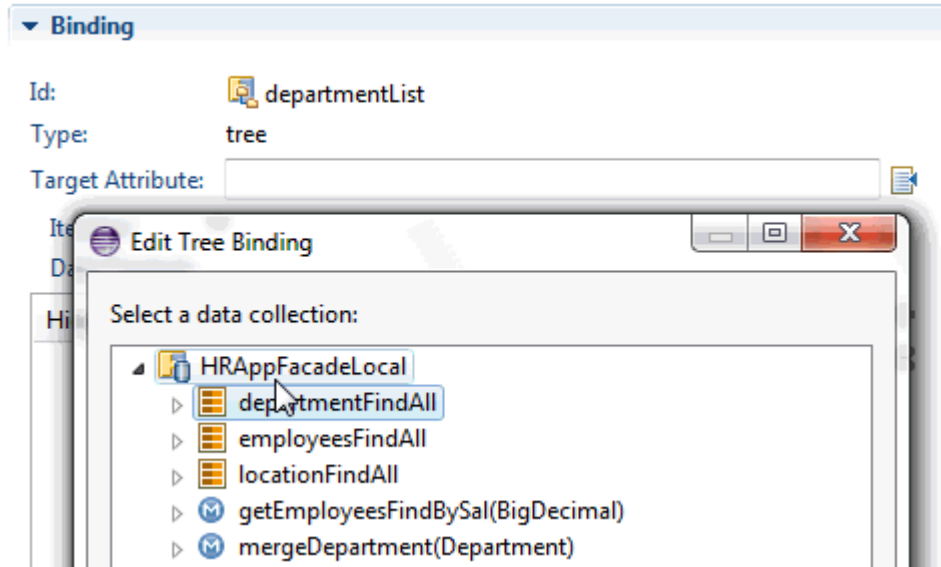 Binding
Id: departmentList
Type: tree
Target Attribute:
Edit Tree Binding
Select a data collection:
HRAppFacadeLocal
departmentFindAll
employeesFindAll
locationFindAll
getEmployeesFindBySal(BigDecimal)
mergeDepartment(Department)